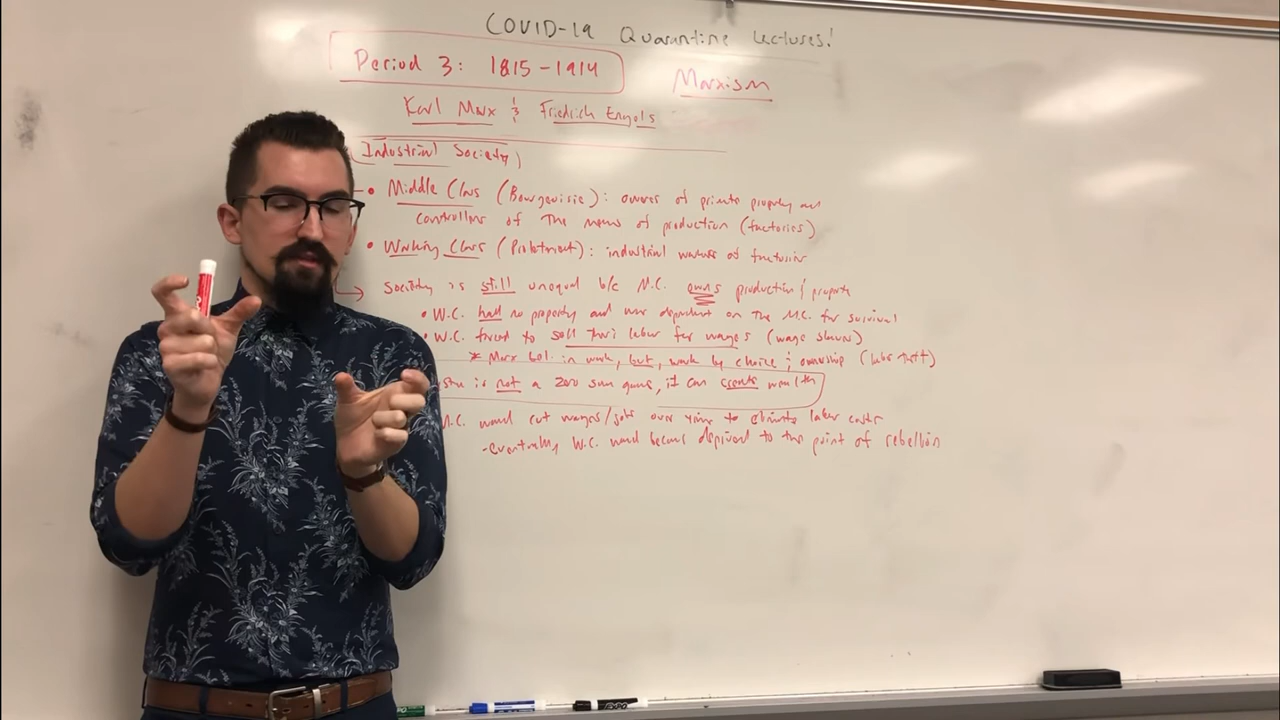 COVID-19 Quarantine Lectures!
Period 3: 1815-1914
Marxism
Karl Marx & Friedrich Engels
Industrial Society
• Middle Class (Bourgeoisie): owners of private property and
controllers of the means of production (factories)
• Working Class (Proletariat): industrial workers of factories
→ Society is still unequal b/c M.C. owns production & property
• W.C. had no property and was dependent on the M.C. for survival
• W.C. forced to sell their labor for wages (wage slaves)
* Marx bel. in work, but, work by choice & ownership (labor theft)
is not a zero sum game, it can create wealth
M.C. would cut wages/jobs over time to eliminate labor costs
- eventually W.C. would become deprived to the point of rebellion
EXPO